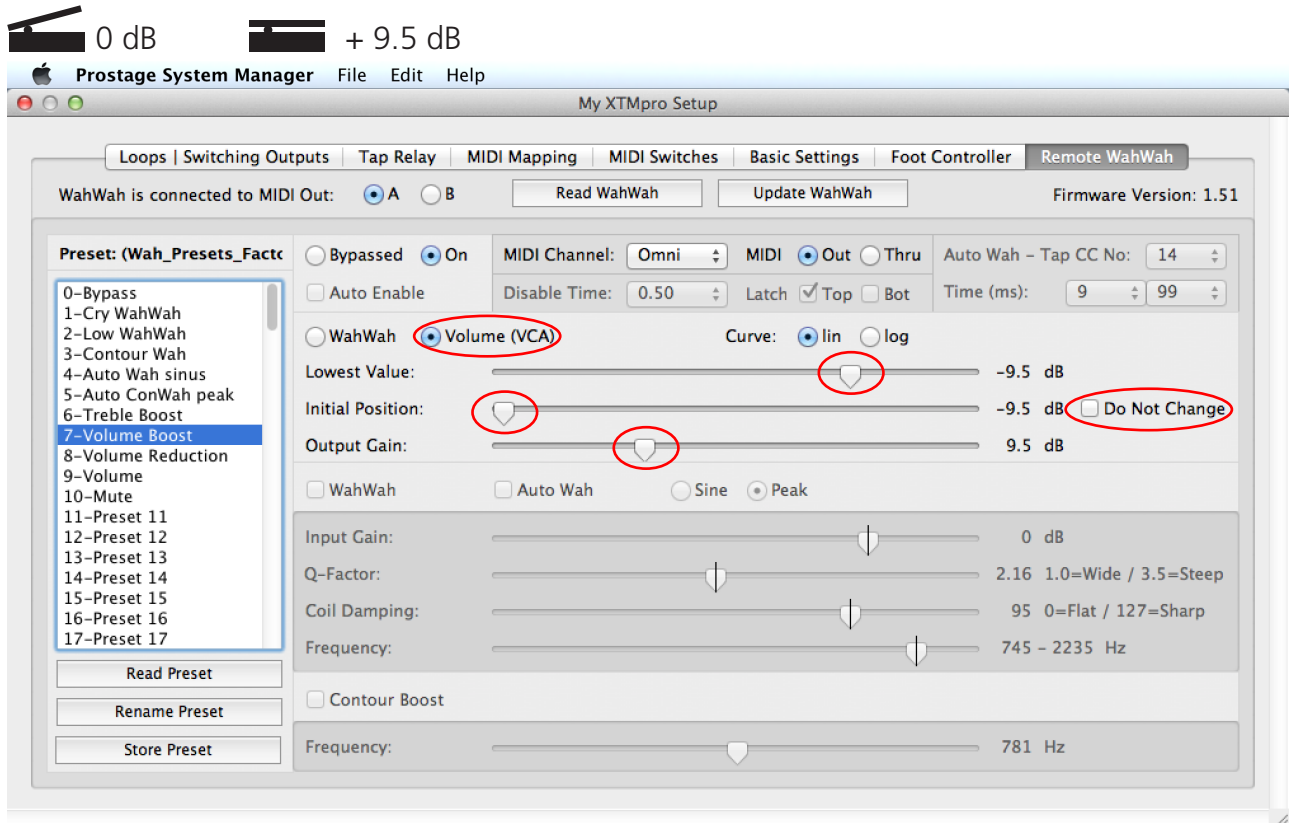 0 dB + 9.5 dB
Prostage System Manager File Edit Help
My XTMpro Setup
Loops | Switching Outputs Tap Relay MIDI Mapping MIDI Switches Basic Settings Foot Controller Remote WahWah
WahWah is connected to MIDI Out: A B Read WahWah Update WahWah Firmware Version: 1.51
Preset: (Wah_Presets_Facto
Bypassed On MIDI Channel: Omni MIDI Out Thru Auto Wah – Tap CC No: 14
Auto Enable Disable Time: 0.50 Latch Top Bot Time (ms): 9 99
0–Bypass
1–Cry WahWah
2–Low WahWah
3–Contour Wah
4–Auto Wah sinus
5–Auto ConWah peak
6–Treble Boost
7–Volume Boost
8–Volume Reduction
9–Volume
10–Mute
11–Preset 11
12–Preset 12
13–Preset 13
14–Preset 14
15–Preset 15
16–Preset 16
17–Preset 17
Read Preset
Rename Preset
Store Preset
WahWah Volume (VCA) Curve: lin log
Lowest Value: -9.5 dB
Initial Position: -9.5 dB Do Not Change
Output Gain: 9.5 dB
WahWah Auto Wah Sine Peak
Input Gain: 0 dB
Q–Factor: 2.16 1.0=Wide / 3.5=Steep
Coil Damping: 95 0=Flat / 127=Sharp
Frequency: 745 – 2235 Hz
Contour Boost
Frequency: 781 Hz